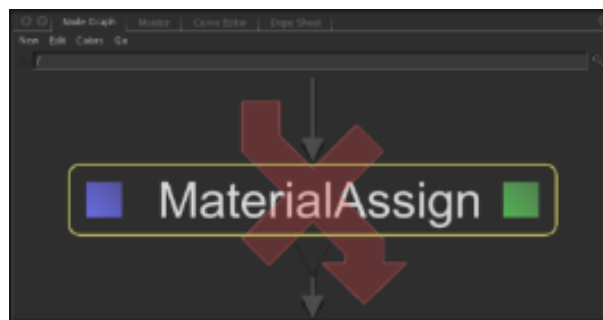 Node Graph Monitor Curve Editor Dope Sheet
New Edit Colors Go
/
MaterialAssign